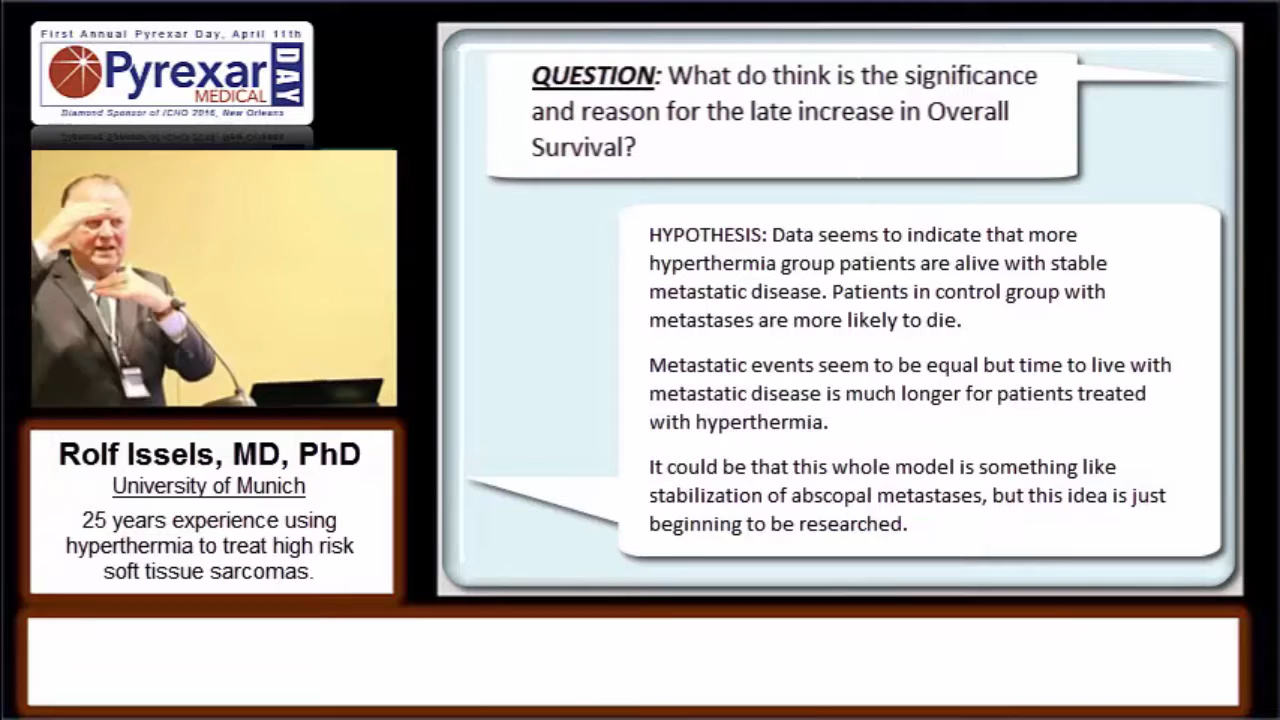 First Annual Pyrexar Day, April 11th
Pyrexar
MEDICAL
DAY
Diamond Sponsor of ICHO 2016, New Orleans
QUESTION: What do think is the significance
and reason for the late increase in Overall
Survival?
HYPOTHESIS: Data seems to indicate that more
hyperthermia group patients are alive with stable
metastatic disease. Patients in control group with
metastases are more likely to die.
Metastatic events seem to be equal but time to live with
metastatic disease is much longer for patients treated
with hyperthermia.
It could be that this whole model is something like
stabilization of abscopal metastases, but this idea is just
beginning to be researched.
Rolf Issels, MD, PhD
University of Munich
25 years experience using
hyperthermia to treat high risk
soft tissue sarcomas.